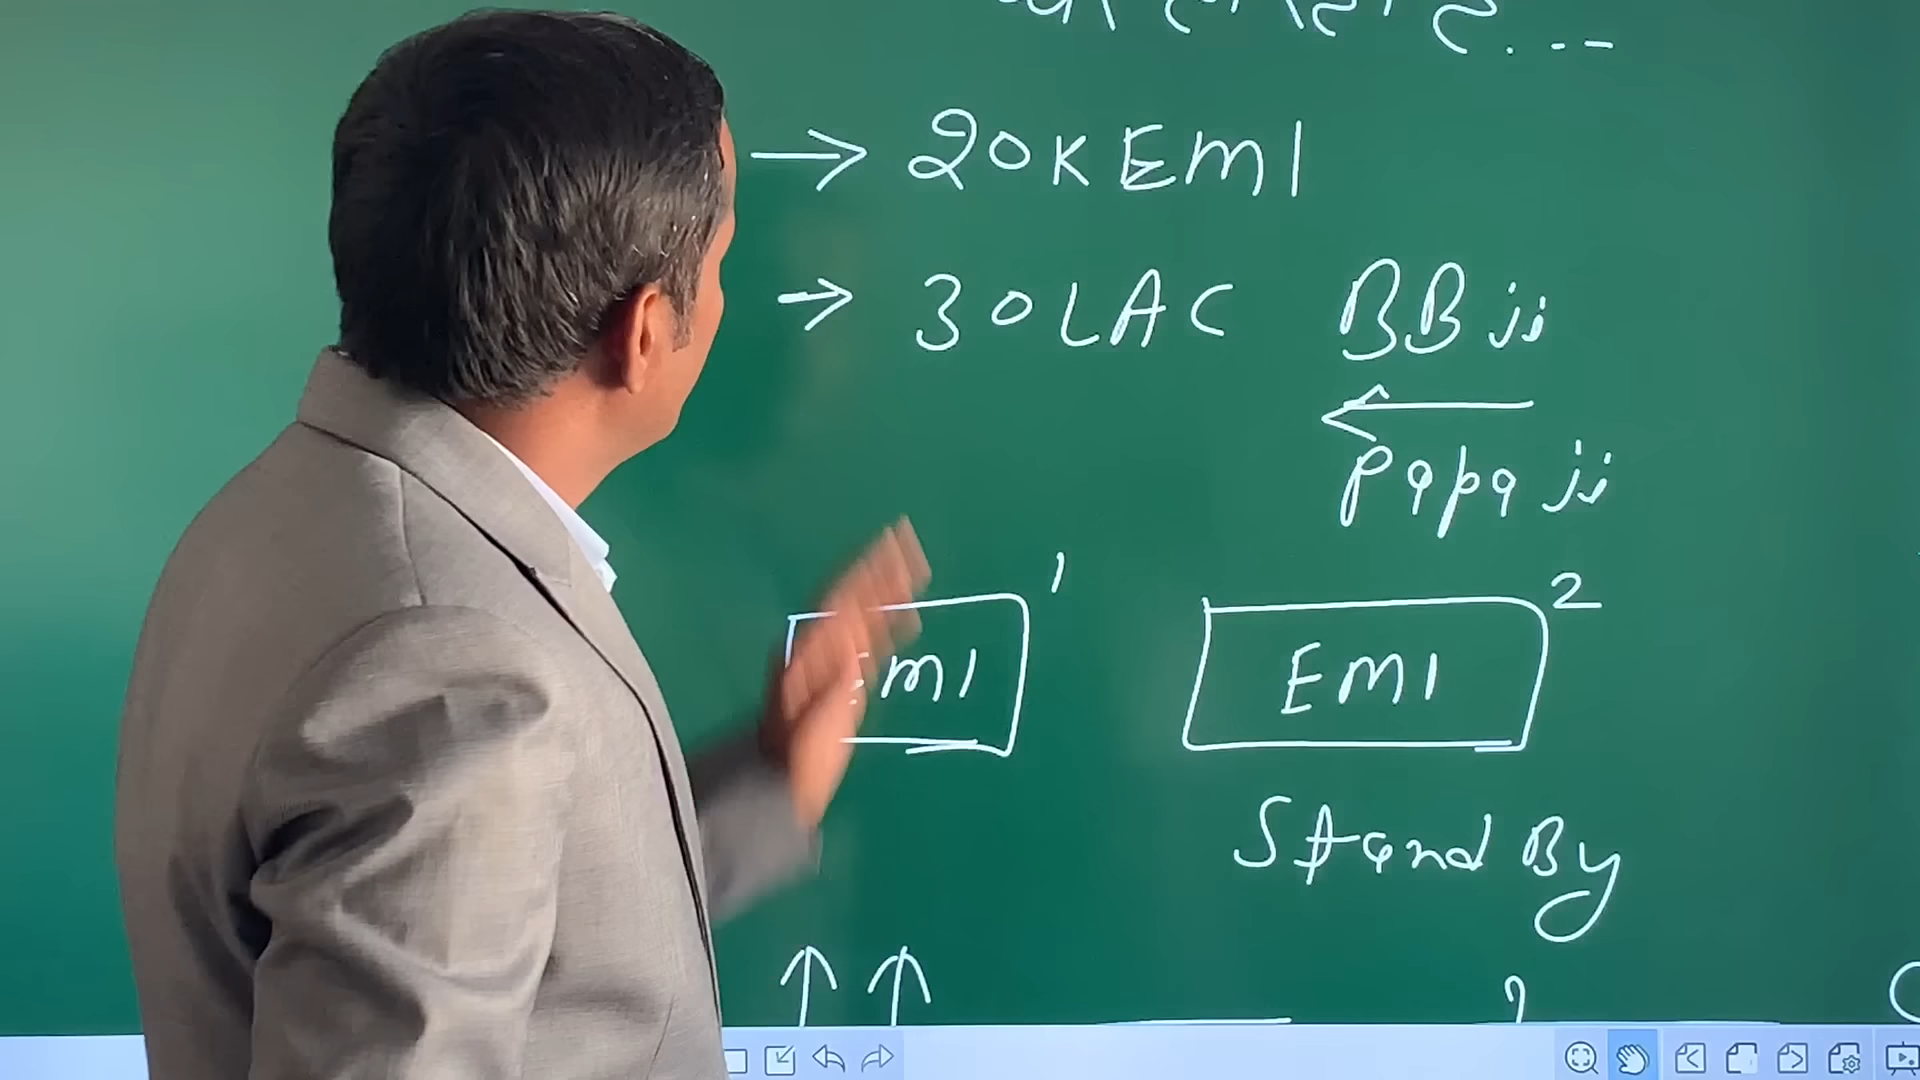 → 20K EMI
→ 30 LAC BB ji
←
papa ji
EMI 1
EMI 2
Stand By
↑ ↑